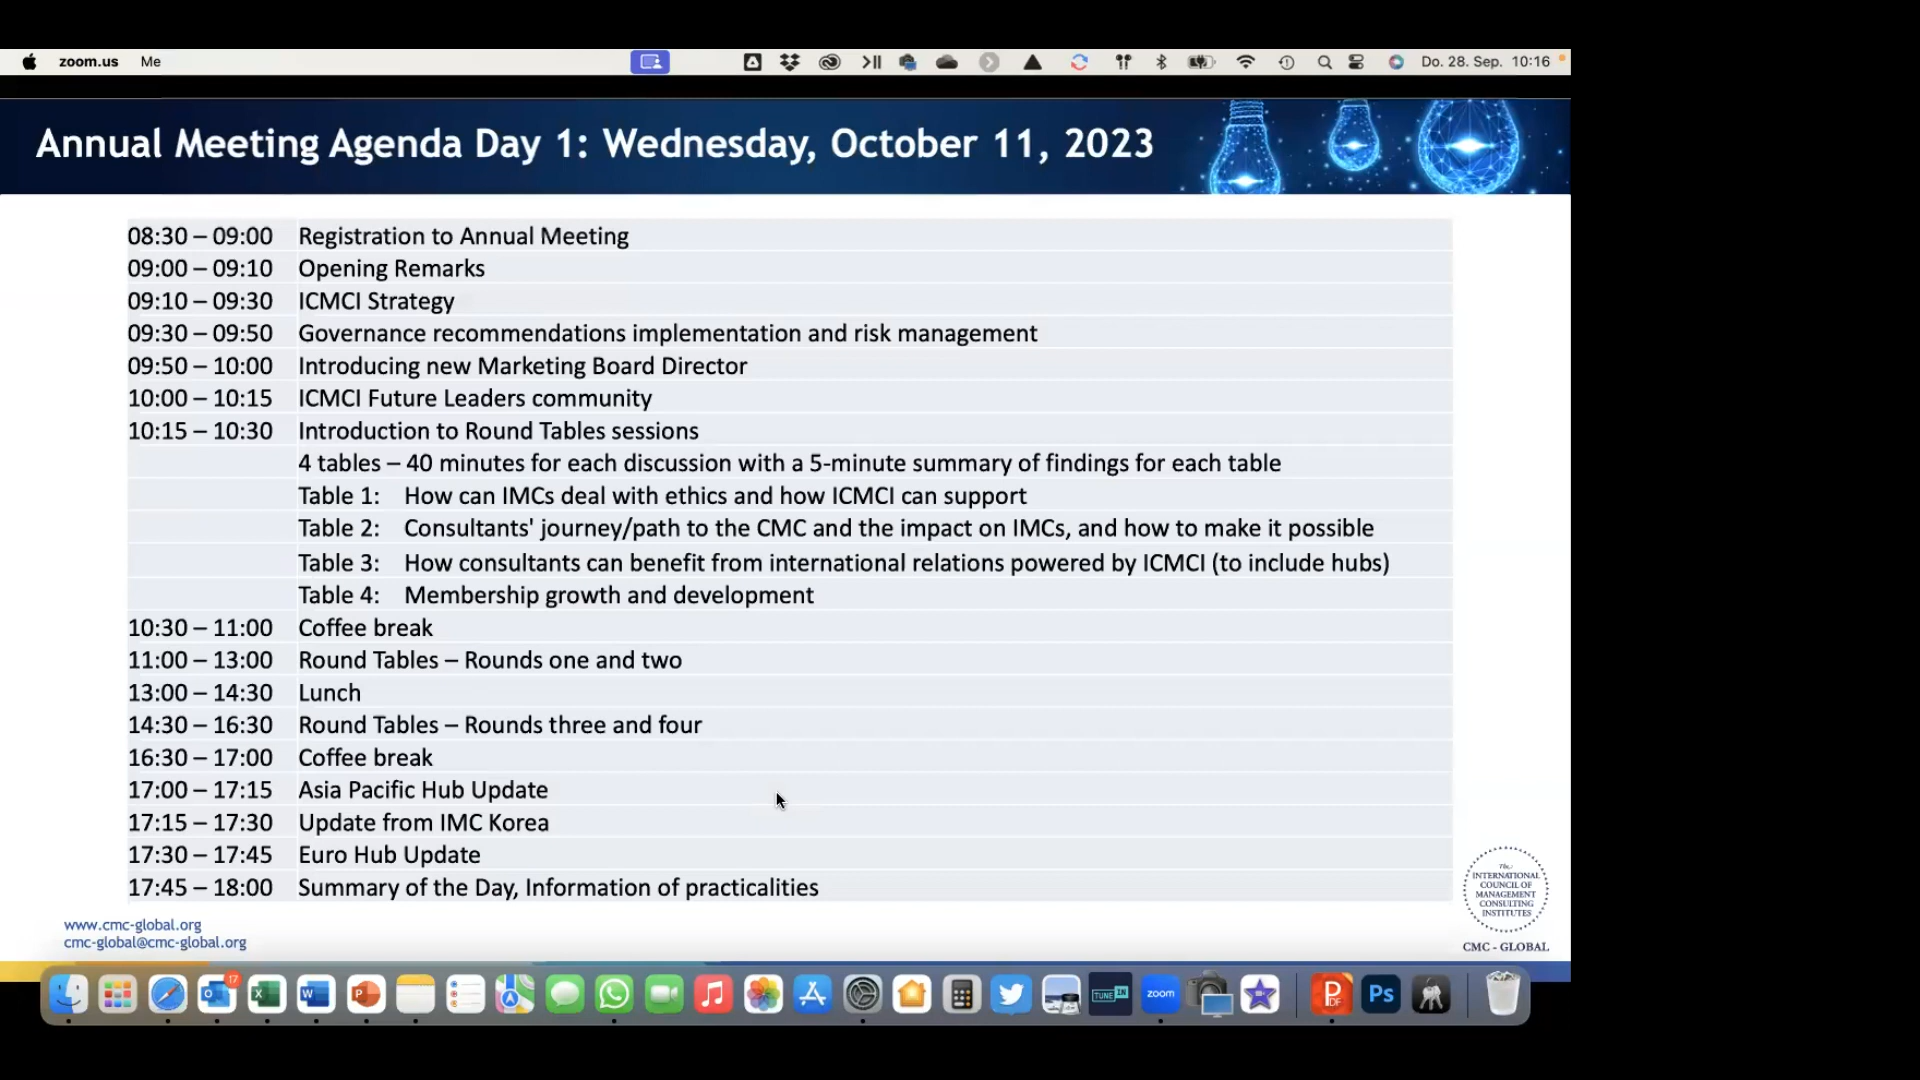 zoom.us Me Do. 28. Sep. 10:16
Annual Meeting Agenda Day 1: Wednesday, October 11, 2023
08:30 – 09:00 Registration to Annual Meeting
09:00 – 09:10 Opening Remarks
09:10 – 09:30 ICMCI Strategy
09:30 – 09:50 Governance recommendations implementation and risk management
09:50 – 10:00 Introducing new Marketing Board Director
10:00 – 10:15 ICMCI Future Leaders community
10:15 – 10:30 Introduction to Round Tables sessions
4 tables – 40 minutes for each discussion with a 5-minute summary of findings for each table
Table 1: How can IMCs deal with ethics and how ICMCI can support
Table 2: Consultants' journey/path to the CMC and the impact on IMCs, and how to make it possible
Table 3: How consultants can benefit from international relations powered by ICMCI (to include hubs)
Table 4: Membership growth and development
10:30 – 11:00 Coffee break
11:00 – 13:00 Round Tables – Rounds one and two
13:00 – 14:30 Lunch
14:30 – 16:30 Round Tables – Rounds three and four
16:30 – 17:00 Coffee break
17:00 – 17:15 Asia Pacific Hub Update
17:15 – 17:30 Update from IMC Korea
17:30 – 17:45 Euro Hub Update
17:45 – 18:00 Summary of the Day, Information of practicalities
www.cmc-global.org
cmc-global@cmc-global.org
The
INTERNATIONAL
COUNCIL OF
MANAGEMENT
CONSULTING
INSTITUTES
CMC - GLOBAL
17
TUNE IN
zoom
PDF
Ps